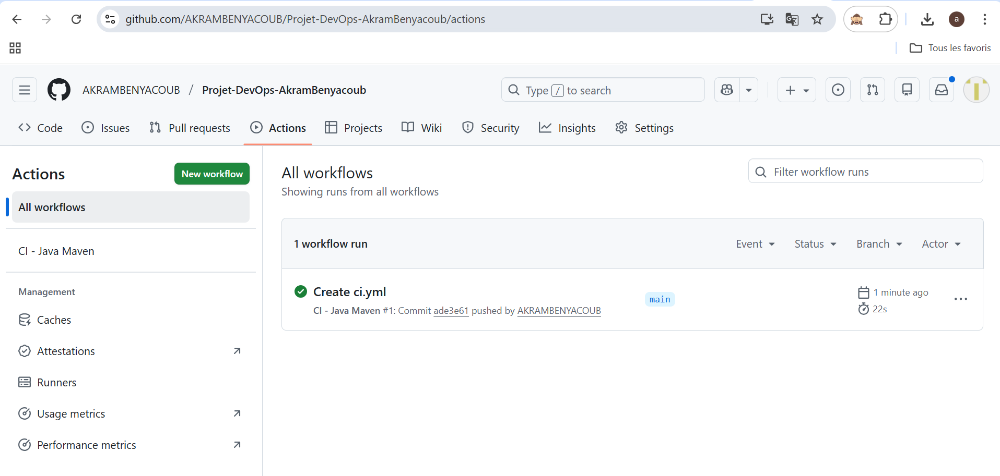 github.com/AKRAMBENYACOUB/Projet-DevOps-AkramBenyacoub/actions
a
Tous les favoris
AKRAMBENYACOUB / Projet-DevOps-AkramBenyacoub
Type / to search
Code
Issues
Pull requests
Actions
Projects
Wiki
Security
Insights
Settings
Actions
New workflow
All workflows
CI - Java Maven
Management
Caches
Attestations
Runners
Usage metrics
Performance metrics
All workflows
Showing runs from all workflows
Filter workflow runs
1 workflow run
Event
Status
Branch
Actor
Create ci.yml
CI - Java Maven #1: Commit ade3e61 pushed by AKRAMBENYACOUB
main
1 minute ago
22s